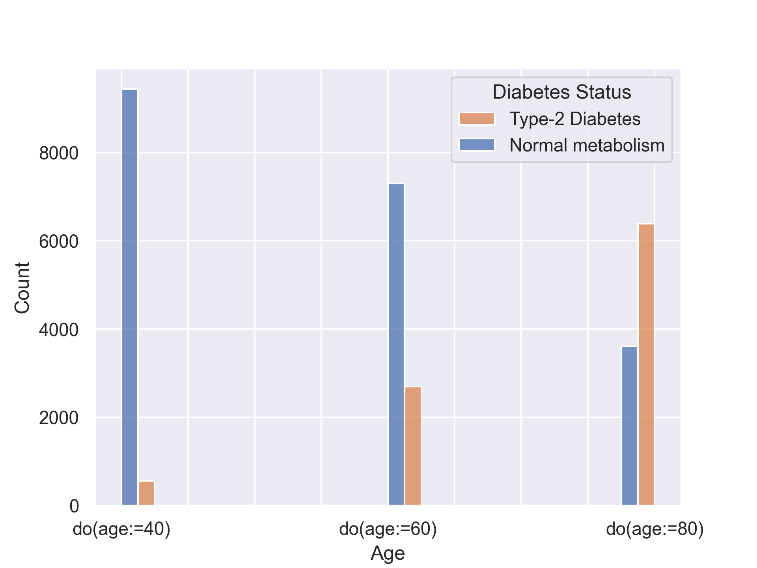 Diabetes Status
Type-2 Diabetes
Normal metabolism
8000
6000
4000
2000
0
Count
do(age:=40) do(age:=60) do(age:=80)
Age